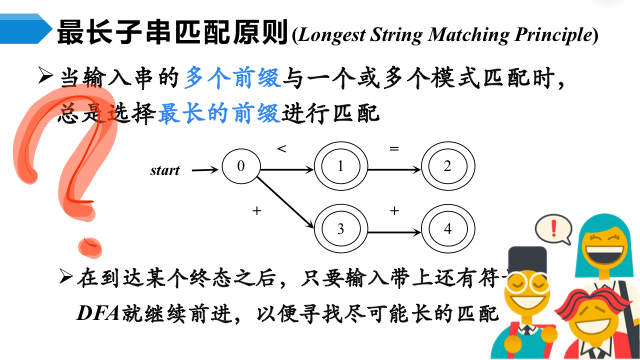 最长子串匹配原则(Longest String Matching Principle)
➢当输入串的多个前缀与一个或多个模式匹配时，
总是选择最长的前缀进行匹配
< =
start 0 1 2
+ +
3 4
➢在到达某个终态之后，只要输入带上还有符
DFA就继续前进，以便寻找尽可能长的匹配
!
?